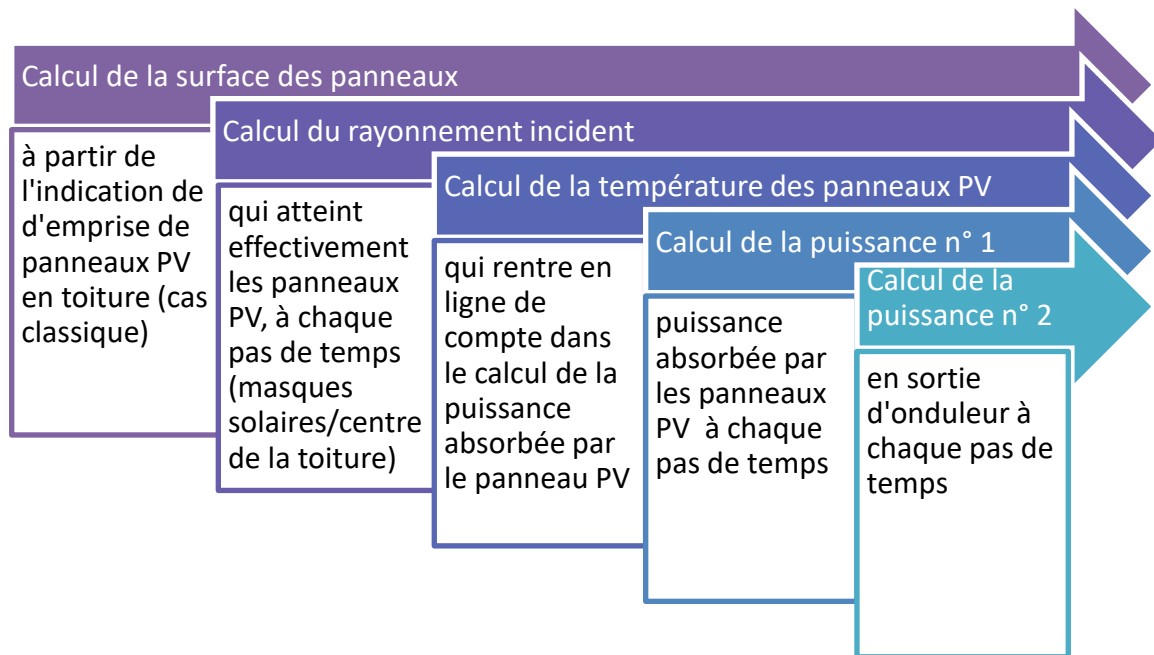 Calcul de la surface des panneaux
à partir de
l'indication de
d'emprise de
panneaux PV
en toiture (cas
classique)
Calcul du rayonnement incident
qui atteint
effectivement
les panneaux
PV, à chaque
pas de temps
(masques
solaires/centre
de la toiture)
Calcul de la température des panneaux PV
qui rentre en
ligne de
compte dans
le calcul de la
puissance
absorbée par
le panneau PV
Calcul de la puissance n° 1
puissance
absorbée par
les panneaux
PV à chaque
pas de temps
Calcul de la
puissance n° 2
en sortie
d'onduleur à
chaque pas de
temps